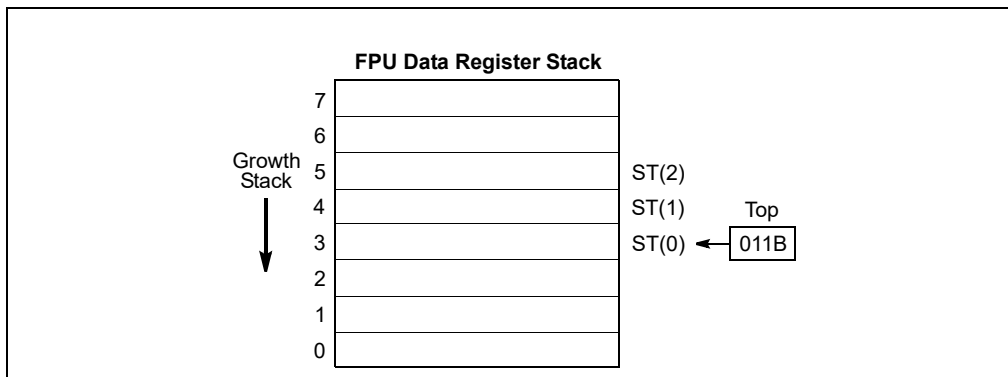 FPU Data Register Stack
7
6
Growth
Stack
5
ST(2)
4
ST(1)
Top
3
ST(0)
011B
2
1
0